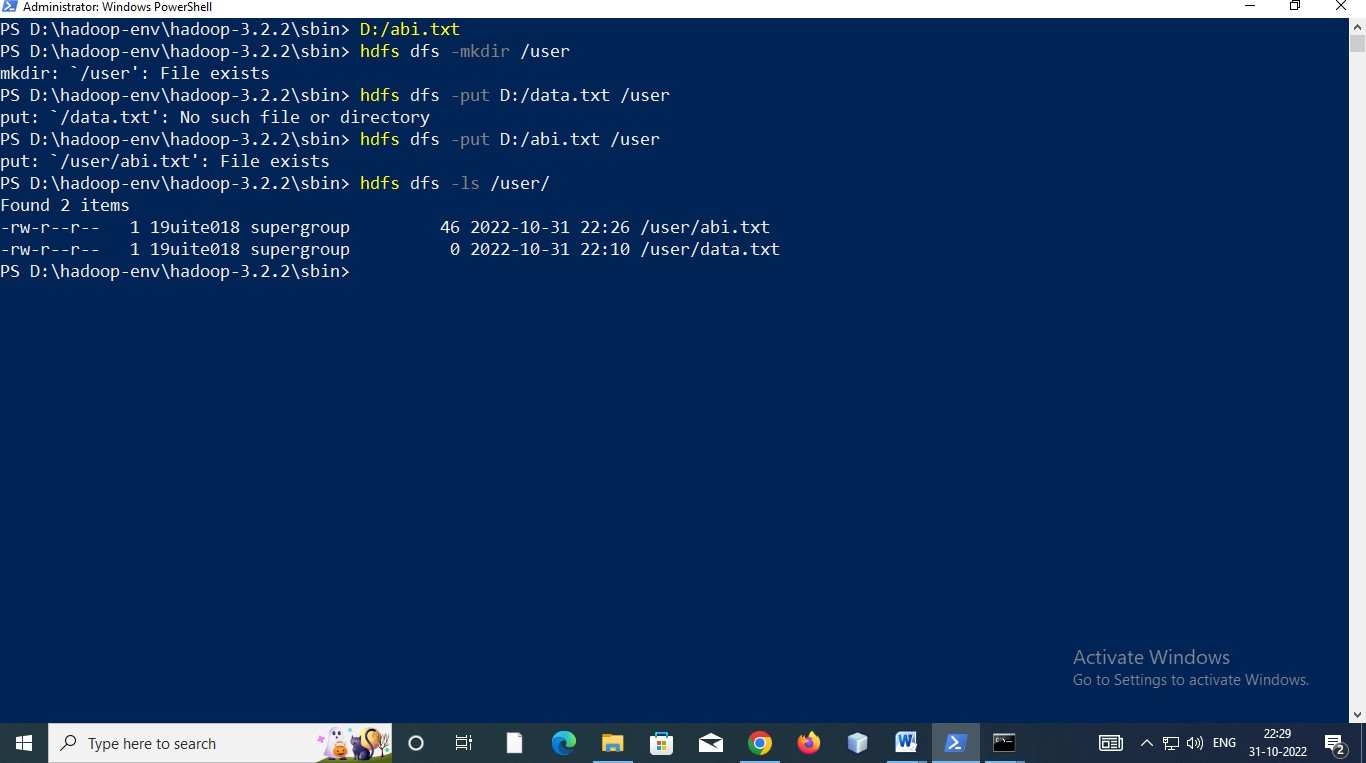 Administrator: Windows PowerShell
PS D:\hadoop-env\hadoop-3.2.2\sbin> D:/abi.txt
PS D:\hadoop-env\hadoop-3.2.2\sbin> hdfs dfs -mkdir /user
mkdir: `/user': File exists
PS D:\hadoop-env\hadoop-3.2.2\sbin> hdfs dfs -put D:/data.txt /user
put: `/data.txt': No such file or directory
PS D:\hadoop-env\hadoop-3.2.2\sbin> hdfs dfs -put D:/abi.txt /user
put: `/user/abi.txt': File exists
PS D:\hadoop-env\hadoop-3.2.2\sbin> hdfs dfs -ls /user/
Found 2 items
-rw-r--r--   1 19uite018 supergroup         46 2022-10-31 22:26 /user/abi.txt
-rw-r--r--   1 19uite018 supergroup          0 2022-10-31 22:10 /user/data.txt
PS D:\hadoop-env\hadoop-3.2.2\sbin>
Activate Windows
Go to Settings to activate Windows.
Type here to search
ENG
22:29
31-10-2022
2